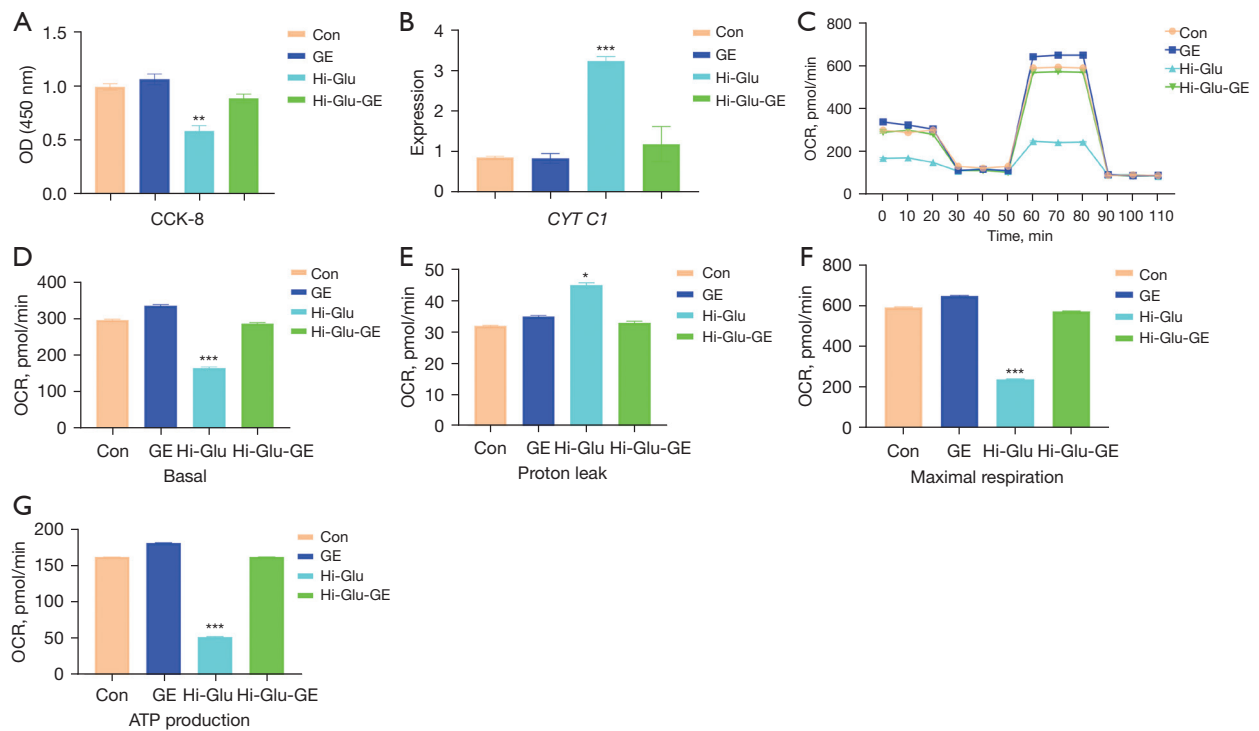 A
OD (450 nm)
1.5
1.0
0.5
0.0
**
CCK-8
Con
GE
Hi-Glu
Hi-Glu-GE
B
Expression
4
3
2
1
0
***
CYT C1
Con
GE
Hi-Glu
Hi-Glu-GE
C
OCR, pmol/min
800
600
400
200
0
0 10 20 30 40 50 60 70 80 90 100 110
Time, min
Con
GE
Hi-Glu
Hi-Glu-GE
D
OCR, pmol/min
400
300
200
100
0
***
Con GE Hi-Glu Hi-Glu-GE
Basal
Con
GE
Hi-Glu
Hi-Glu-GE
E
OCR, pmol/min
50
40
30
20
10
0
*
Con GE Hi-Glu Hi-Glu-GE
Proton leak
Con
GE
Hi-Glu
Hi-Glu-GE
F
OCR, pmol/min
800
600
400
200
0
***
Con GE Hi-Glu Hi-Glu-GE
Maximal respiration
Con
GE
Hi-Glu
Hi-Glu-GE
G
OCR, pmol/min
200
150
100
50
0
***
Con GE Hi-Glu Hi-Glu-GE
ATP production
Con
GE
Hi-Glu
Hi-Glu-GE